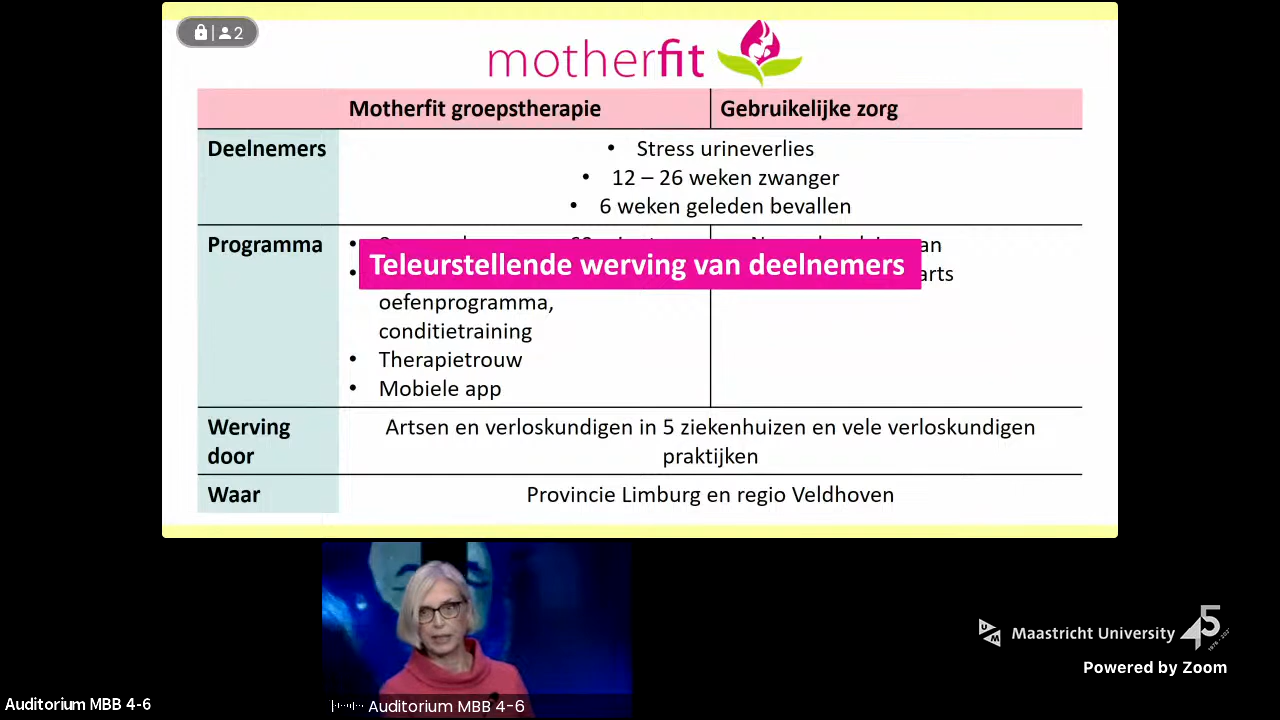 2
motherfit
Motherfit groepstherapie Gebruikelijke zorg
Deelnemers
• Stress urineverlies
• 12 – 26 weken zwanger
• 6 weken geleden bevallen
Programma
Teleurstellende werving van deelnemers
arts
oefenprogramma,
conditietraining
• Therapietrouw
• Mobiele app
Werving door
Artsen en verloskundigen in 5 ziekenhuizen en vele verloskundigen
praktijken
Waar Provincie Limburg en regio Veldhoven
UM Maastricht University 45
Powered by Zoom
Auditorium MBB 4-6
Auditorium MBB 4-6